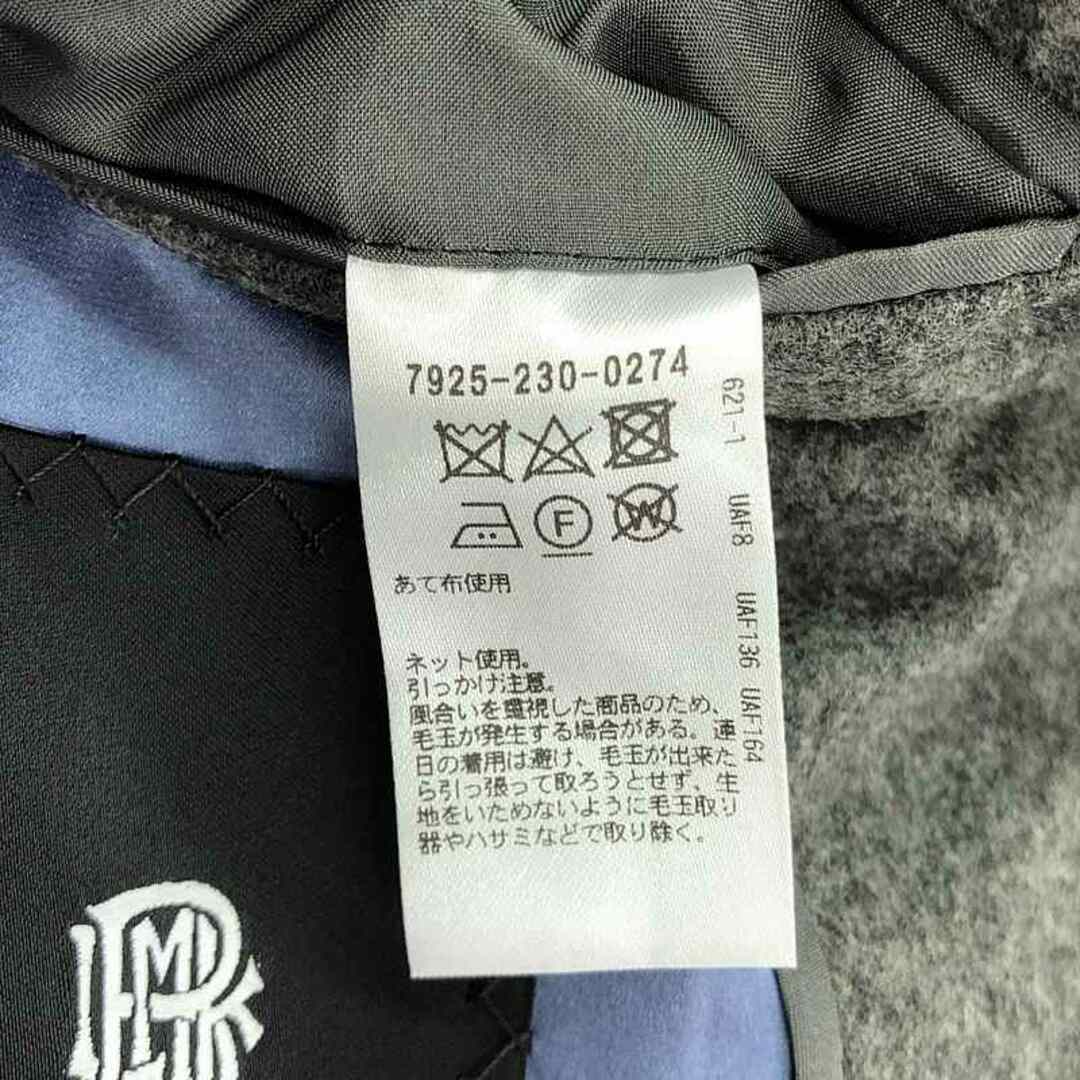 7925-230-0274
F
W
あて布使用
ネット使用。
引っかけ注意。
風合いを重視した商品のため、
毛玉が発生する場合がある。連
日の着用は避け、毛玉が出来た
ら引っ張って取ろうとせず、生
地をいためないように毛玉取り
器やハサミなどで取り除く。
621-1 UAF8 UAF136 UAF164